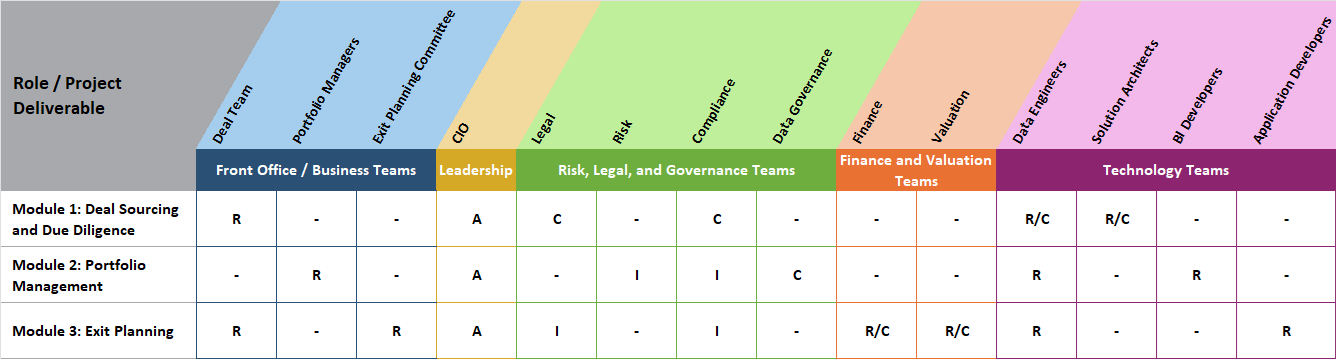 Role / Project
Deliverable
Deal Team
Portfolio Managers
Exit Planning Committee
CIO
Legal
Risk
Compliance
Data Governance
Finance
Valuation
Data Engineers
Solution Architects
BI Developers
Application Developers
Front Office / Business Teams
Leadership
Risk, Legal, and Governance Teams
Finance and Valuation
Teams
Technology Teams
Module 1: Deal Sourcing
and Due Diligence
R - - A C - C - - - R/C R/C - -
Module 2: Portfolio
Management
- R - A - I I C - - R - R -
Module 3: Exit Planning R - R A I - I - R/C R/C R - - R